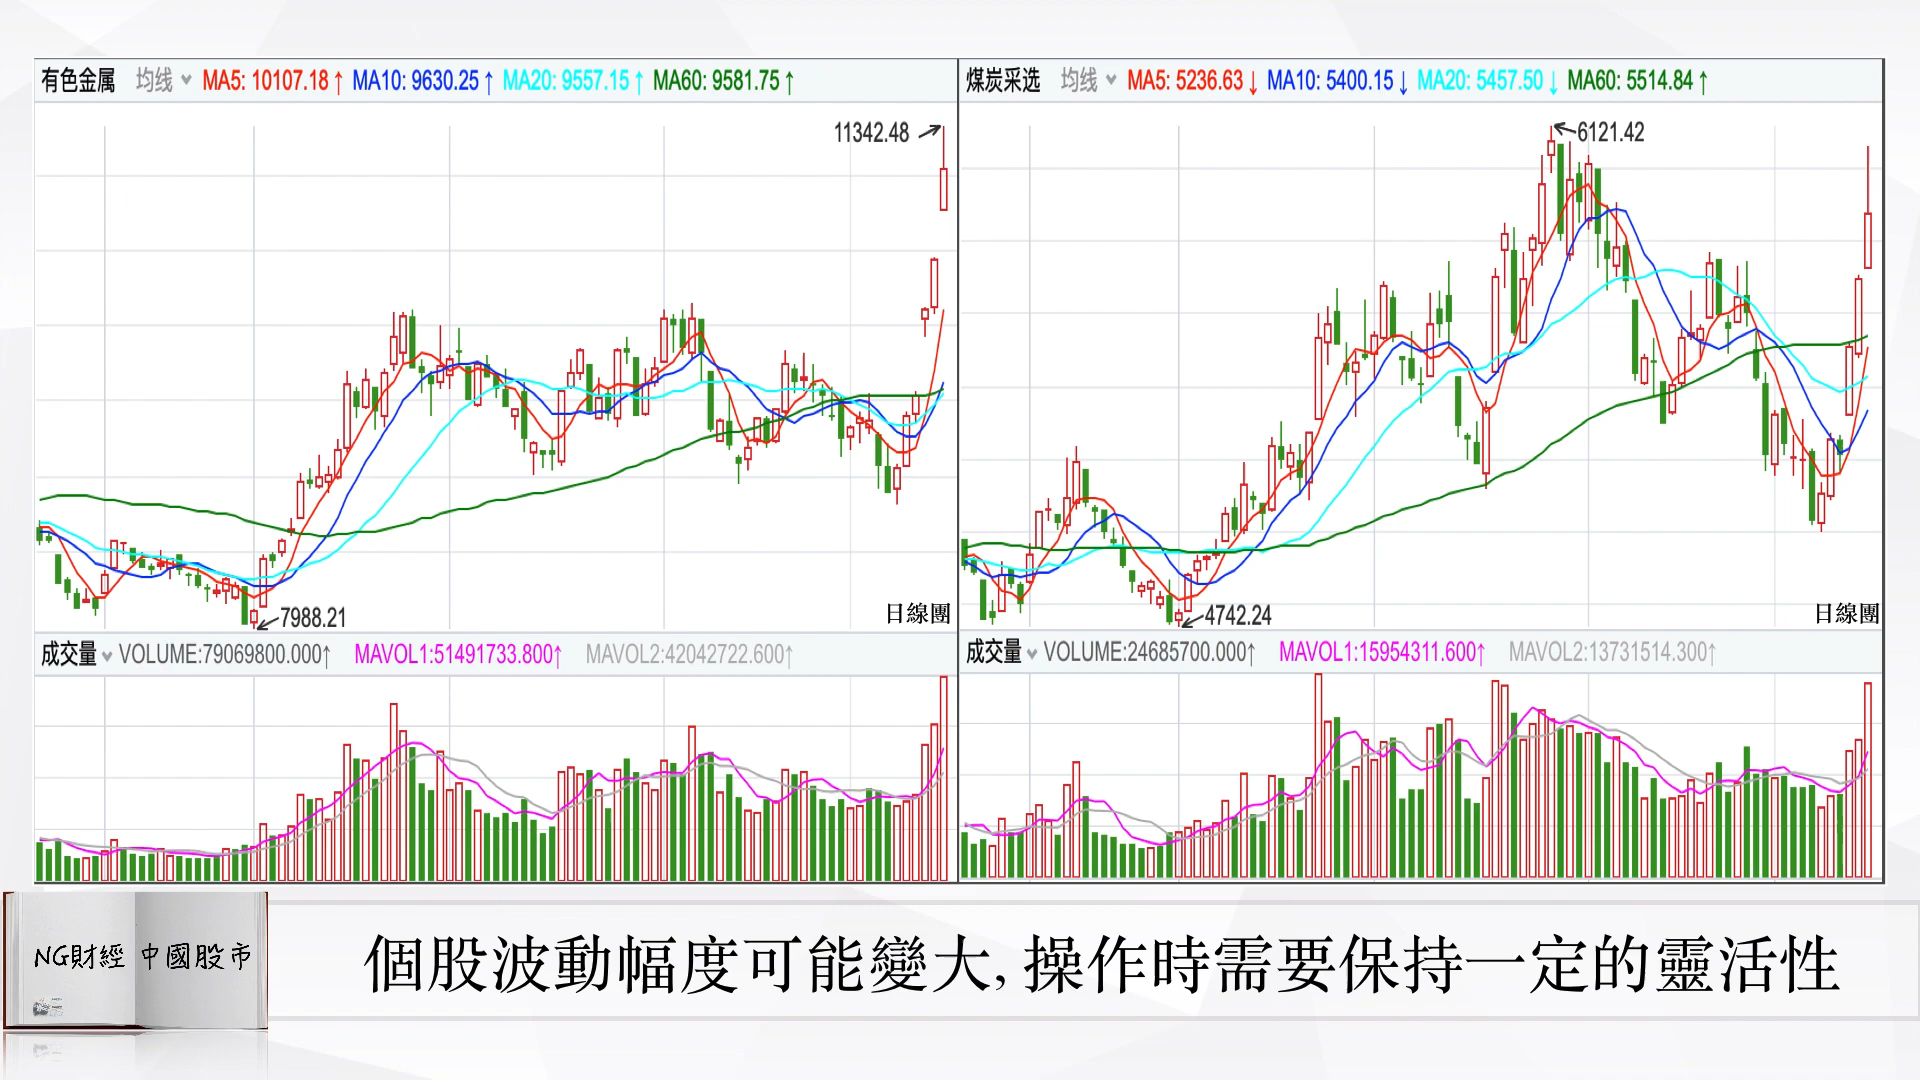 有色金属 均线 MA5: 10107.18↑ MA10: 9630.25↑ MA20: 9557.15↑ MA60: 9581.75↑
11342.48
7988.21
日線團
成交量 VOLUME:79069800.000↑ MAVOL1:51491733.800↑ MAVOL2:42042722.600↑
煤炭采选 均线 MA5: 5236.63↓ MA10: 5400.15↓ MA20: 5457.50↓ MA60: 5514.84↑
6121.42
4742.24
日線團
成交量 VOLUME:24685700.000↑ MAVOL1:15954311.600↑ MAVOL2:13731514.300↑
NG財經 中國股市
個股波動幅度可能變大,操作時需要保持一定的靈活性